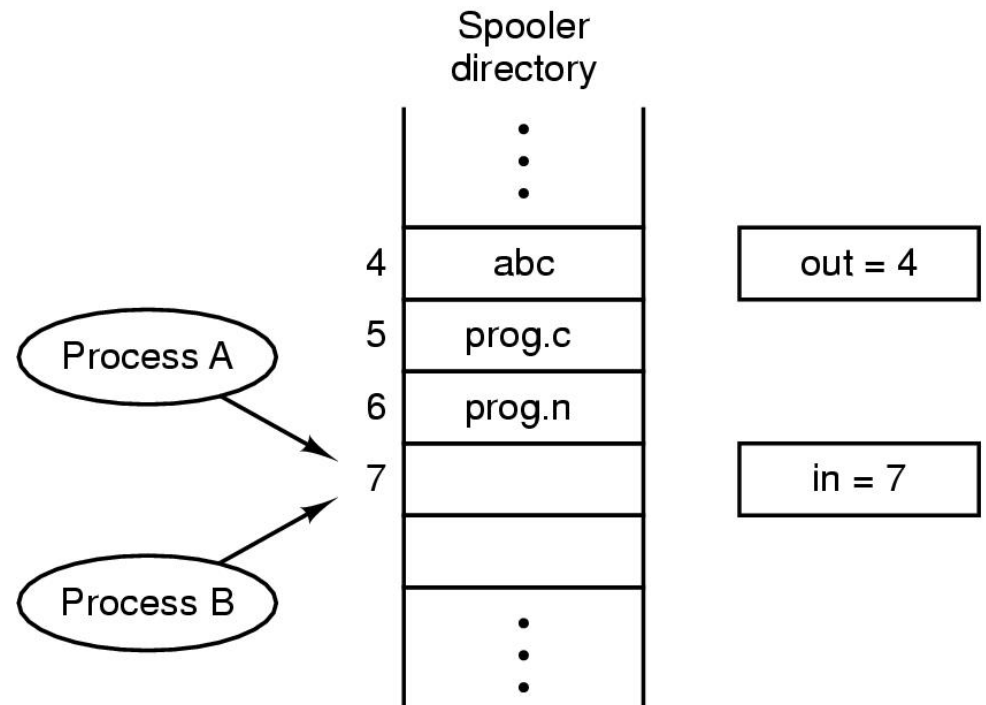 Spooler
directory
4 abc out = 4
5 prog.c
Process A
6 prog.n
7 in = 7
Process B